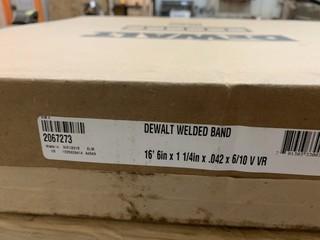 DEWALT
2067273
DEWALT WELDED BAND
16' 6in x 1 1/4in x .042 x 6/10 V VR